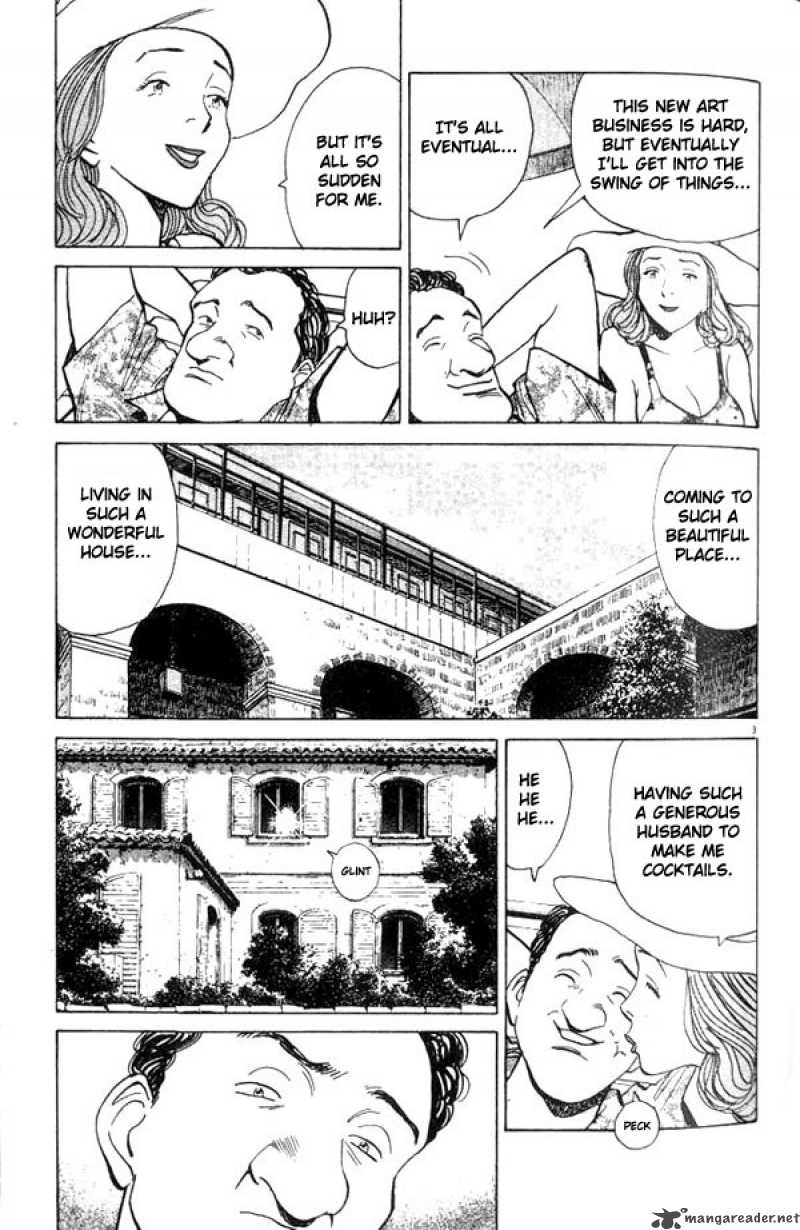 THIS NEW ART
BUSINESS IS HARD,
BUT EVENTUALLY
I'LL GET INTO THE
SWING OF THINGS...
IT'S ALL
EVENTUAL...
BUT IT'S
ALL SO
SUDDEN
FOR ME.
HUH?
COMING TO
SUCH A
BEAUTIFUL
PLACE...
LIVING IN
SUCH A
WONDERFUL
HOUSE...
3
HAVING SUCH
A GENEROUS
HUSBAND TO
MAKE ME
COCKTAILS.
HE
HE
HE...
PECK
GLINT
mangareader.net